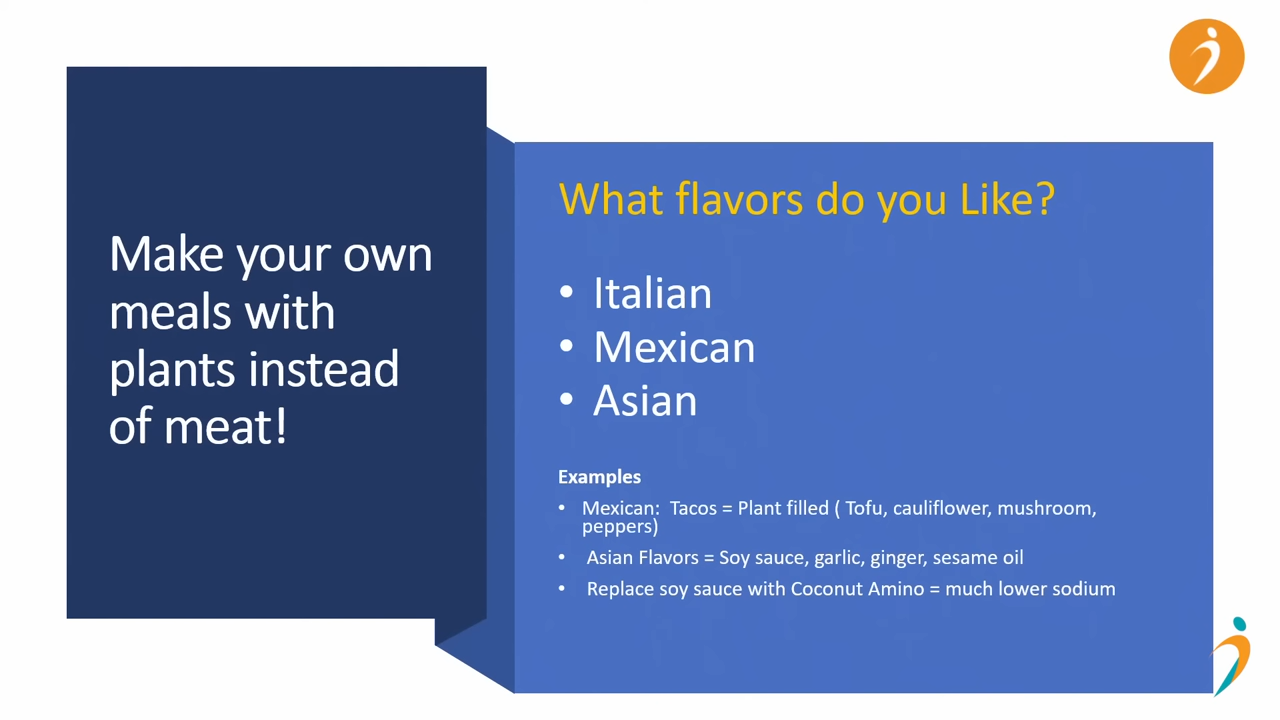 Make your own
meals with
plants instead
of meat!
What flavors do you Like?
• Italian
• Mexican
• Asian
Examples
• Mexican:  Tacos = Plant filled ( Tofu, cauliflower, mushroom,
peppers)
• Asian Flavors = Soy sauce, garlic, ginger, sesame oil
• Replace soy sauce with Coconut Amino = much lower sodium